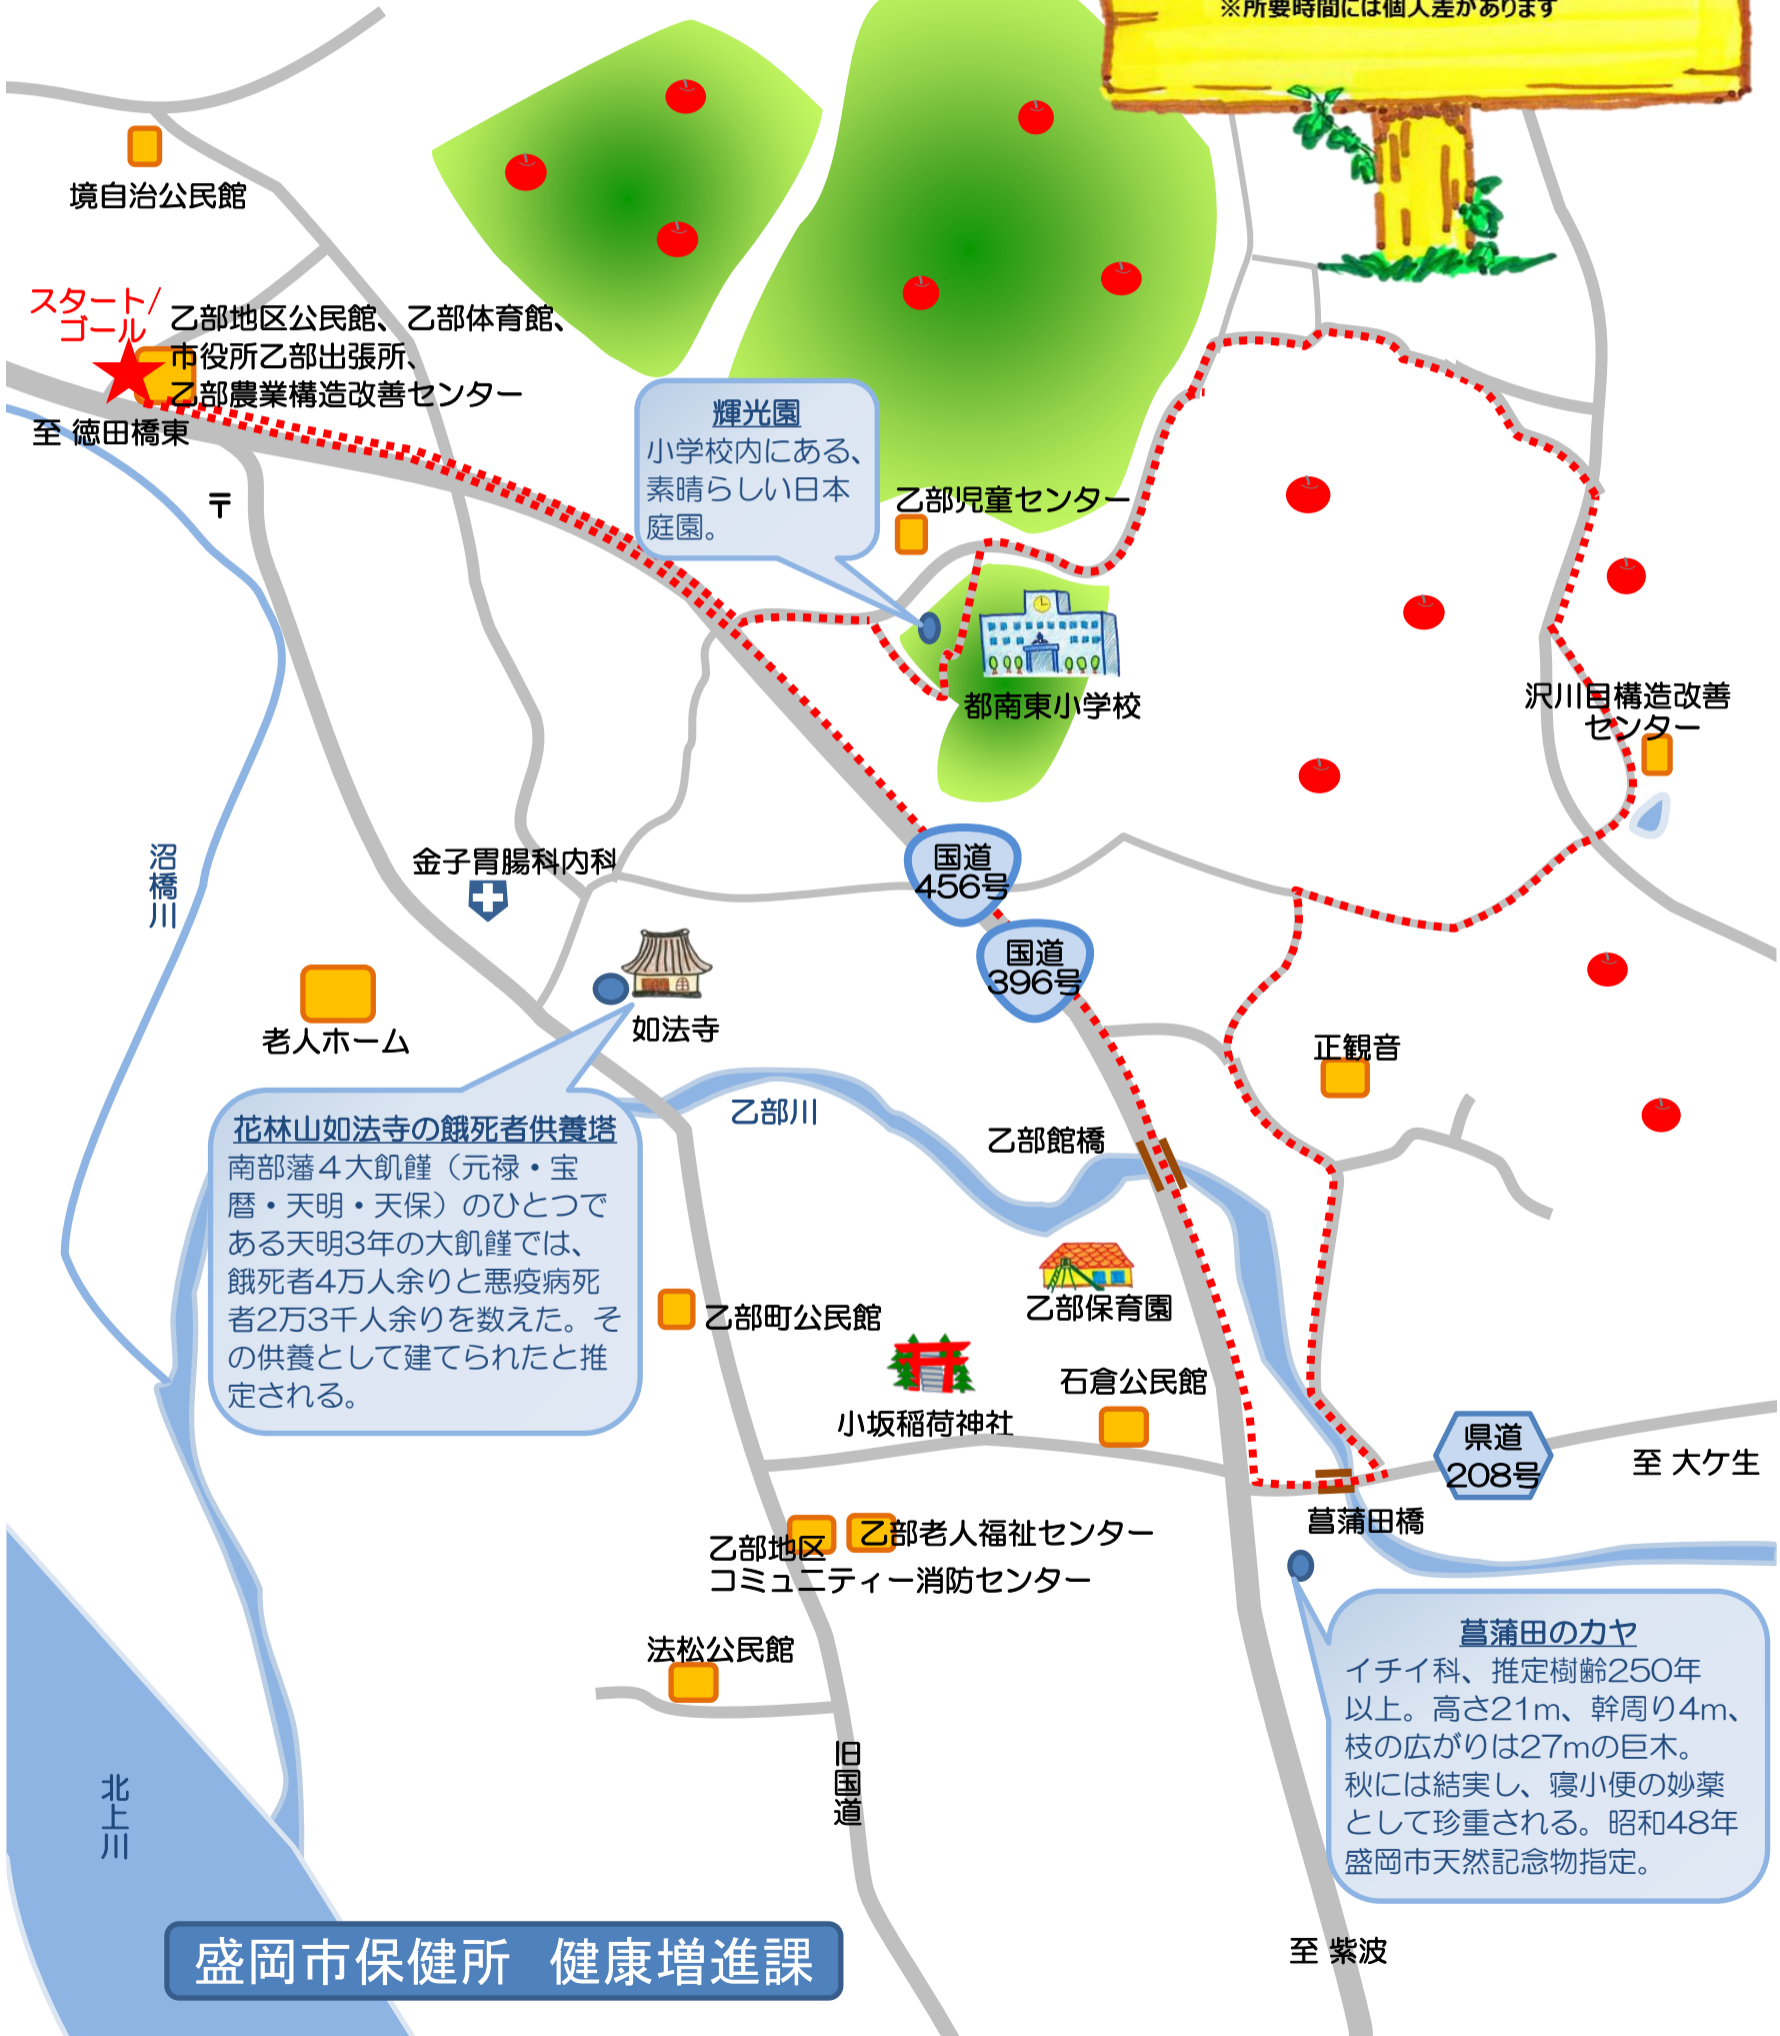 ※所要時間には個人差があります
境自治公民館
スタート/
ゴール
乙部地区公民館、乙部体育館、
市役所乙部出張所、
乙部農業構造改善センター
至 徳田橋東
〒
輝光園
小学校内にある、
素晴らしい日本
庭園。
乙部児童センター
都南東小学校
沢川目構造改善
センター
沼橋川
金子胃腸科内科
国道
456号
国道
396号
老人ホーム
如法寺
正観音
乙部川
乙部館橋
花林山如法寺の餓死者供養塔
南部藩4大飢饉（元禄・宝
暦・天明・天保）のひとつで
ある天明3年の大飢饉では、
餓死者4万人余りと悪疫病死
者2万3千人余りを数えた。そ
の供養として建てられたと推
定される。
乙部町公民館
乙部保育園
石倉公民館
小坂稲荷神社
県道
208号
至 大ケ生
菖蒲田橋
乙部老人福祉センター
乙部地区
コミュニティー消防センター
法松公民館
菖蒲田のカヤ
イチイ科、推定樹齢250年
以上。高さ21m、幹周り4m、
枝の広がりは27mの巨木。
秋には結実し、寝小便の妙薬
として珍重される。昭和48年
盛岡市天然記念物指定。
旧国道
北上川
至 紫波
盛岡市保健所　健康増進課